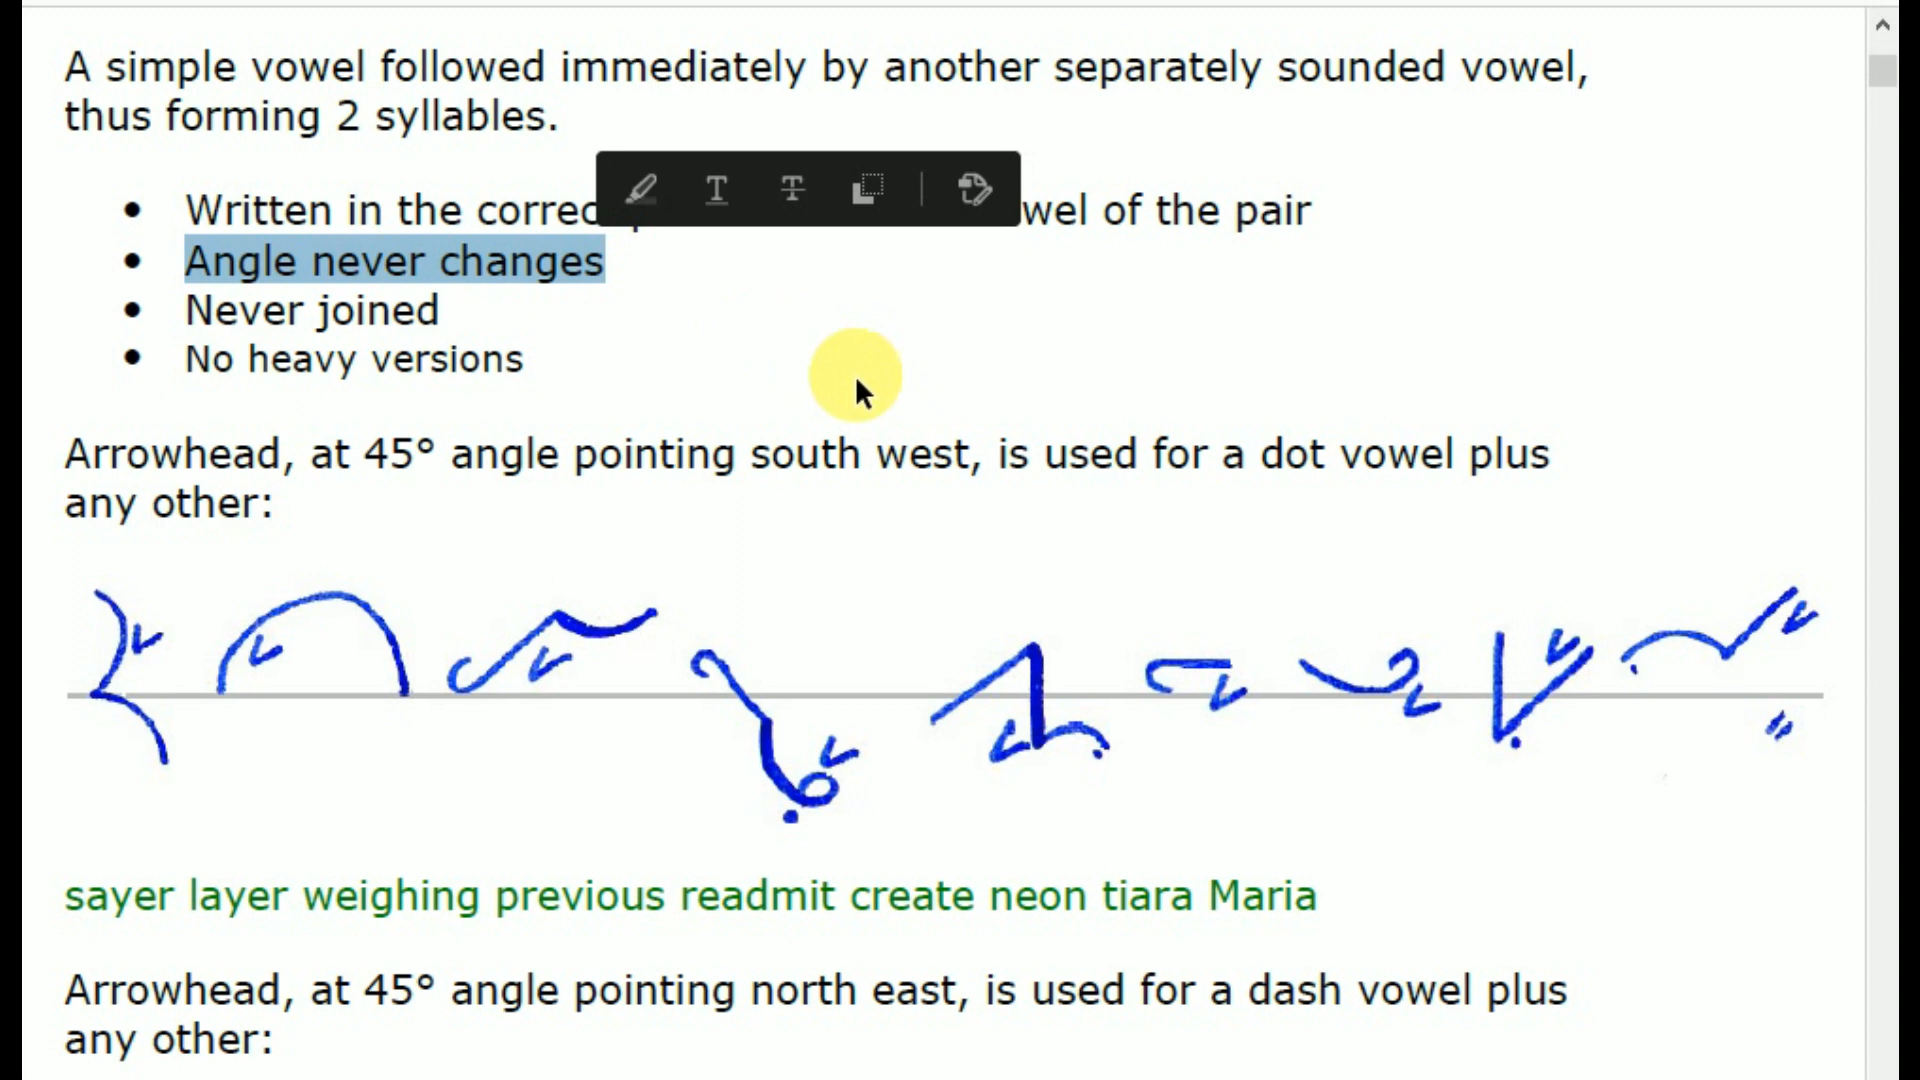 A simple vowel followed immediately by another separately sounded vowel,
thus forming 2 syllables.
• Written in the correc wel of the pair
• Angle never changes
• Never joined
• No heavy versions
Arrowhead, at 45° angle pointing south west, is used for a dot vowel plus
any other:
sayer layer weighing previous readmit create neon tiara Maria
Arrowhead, at 45° angle pointing north east, is used for a dash vowel plus
any other: